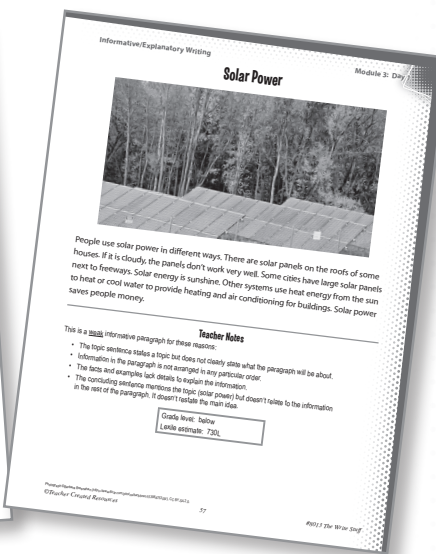 Informative/Explanatory Writing
Module 3: Day
Solar Power
People use solar power in different ways. There are solar panels on the roofs of some
houses. If it is cloudy, the panels don't work very well. Some cities have large solar panels
next to freeways. Solar energy is sunshine. Other systems use heat energy from the sun
to heat or cool water to provide heating and air conditioning for buildings. Solar power
saves people money.
Teacher Notes
This is a weak informative paragraph for these reasons:
• The topic sentence states a topic but does not clearly state what the paragraph will be about.
• Information in the paragraph is not arranged in any particular order.
• The facts and examples lack details to explain the information.
• The concluding sentence mentions the topic (solar power) but doesn't relate to the information
in the rest of the paragraph. It doesn't restate the main idea.
Grade level: below
Lexile estimate: 730L
©Teacher Created Resources
57
#8013 The Write Stuff